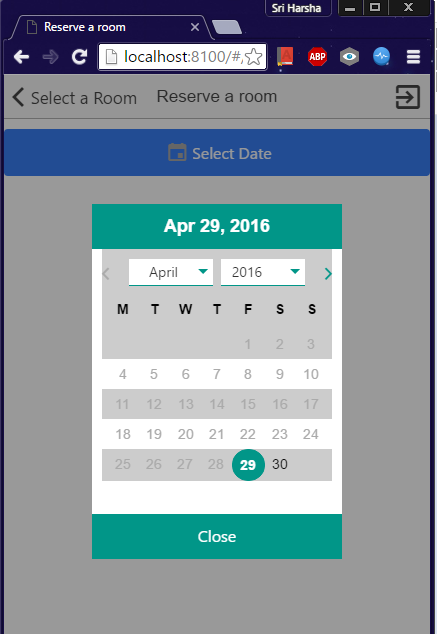 Sri Harsha
Reserve a room
localhost:8100/#,
ABP
Select a Room Reserve a room
Select Date
Apr 29, 2016
April 2016
M T W T F S S
1 2 3
4 5 6 7 8 9 10
11 12 13 14 15 16 17
18 19 20 21 22 23 24
25 26 27 28 29 30
Close